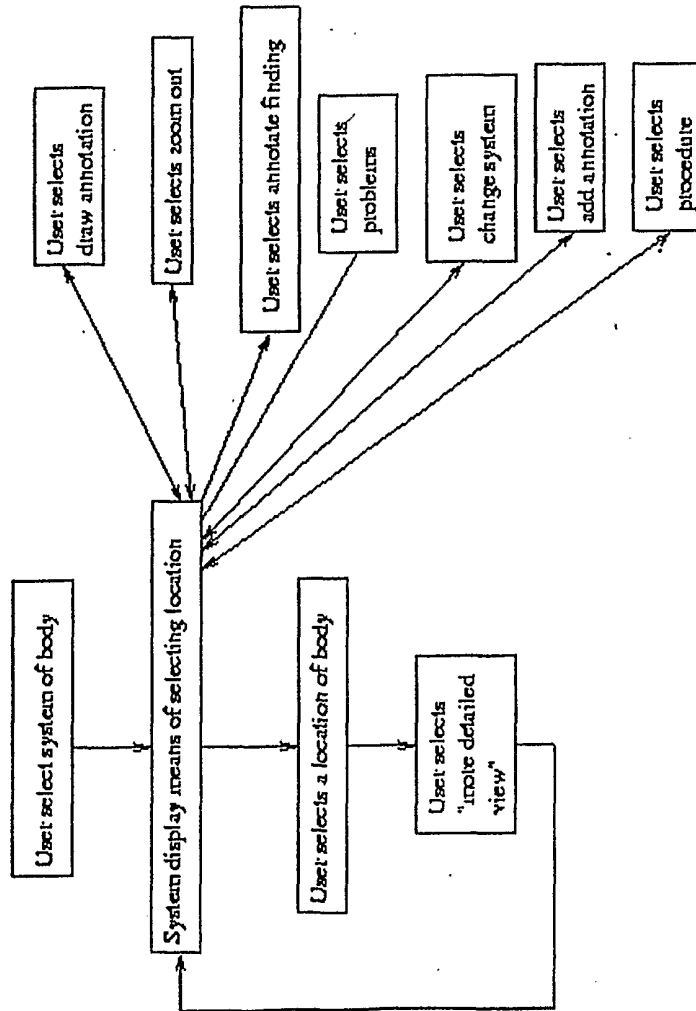 User select system of body
System display means of selecting location
User selects a location of body
User selects
"more detailed
view"
User selects
draw annotation
User selects zoom out
User selects annotate finding
User selects
problems
User selects
change system
User selects
add annotation
User selects
procedure